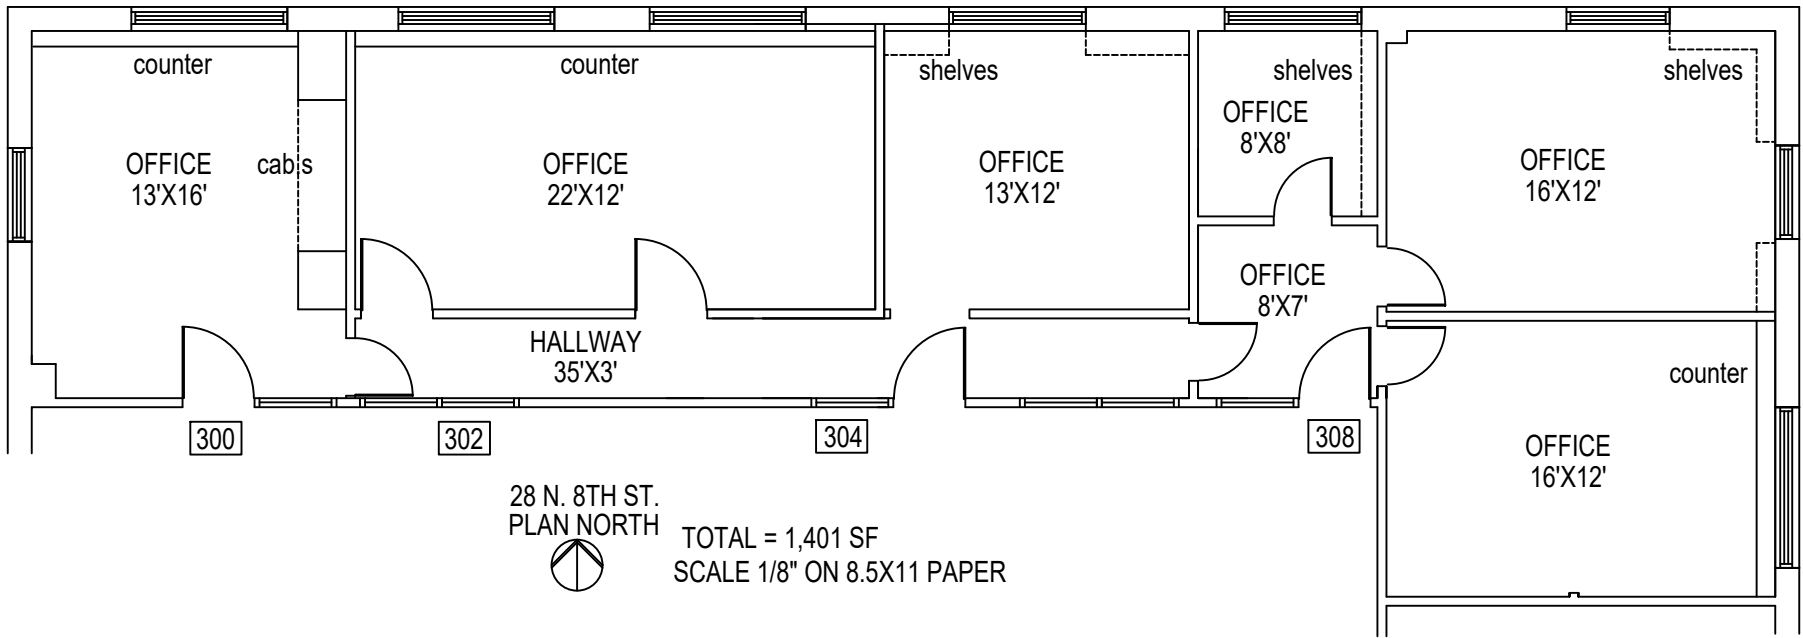 counter
counter
shelves
shelves
shelves
OFFICE
13'X16'
cab's
OFFICE
22'X12'
OFFICE
13'X12'
OFFICE
8'X8'
OFFICE
16'X12'
OFFICE
8'X7'
HALLWAY
35'X3'
counter
OFFICE
16'X12'
300
302
304
308
28 N. 8TH ST.
PLAN NORTH
TOTAL = 1,401 SF
SCALE 1/8" ON 8.5X11 PAPER